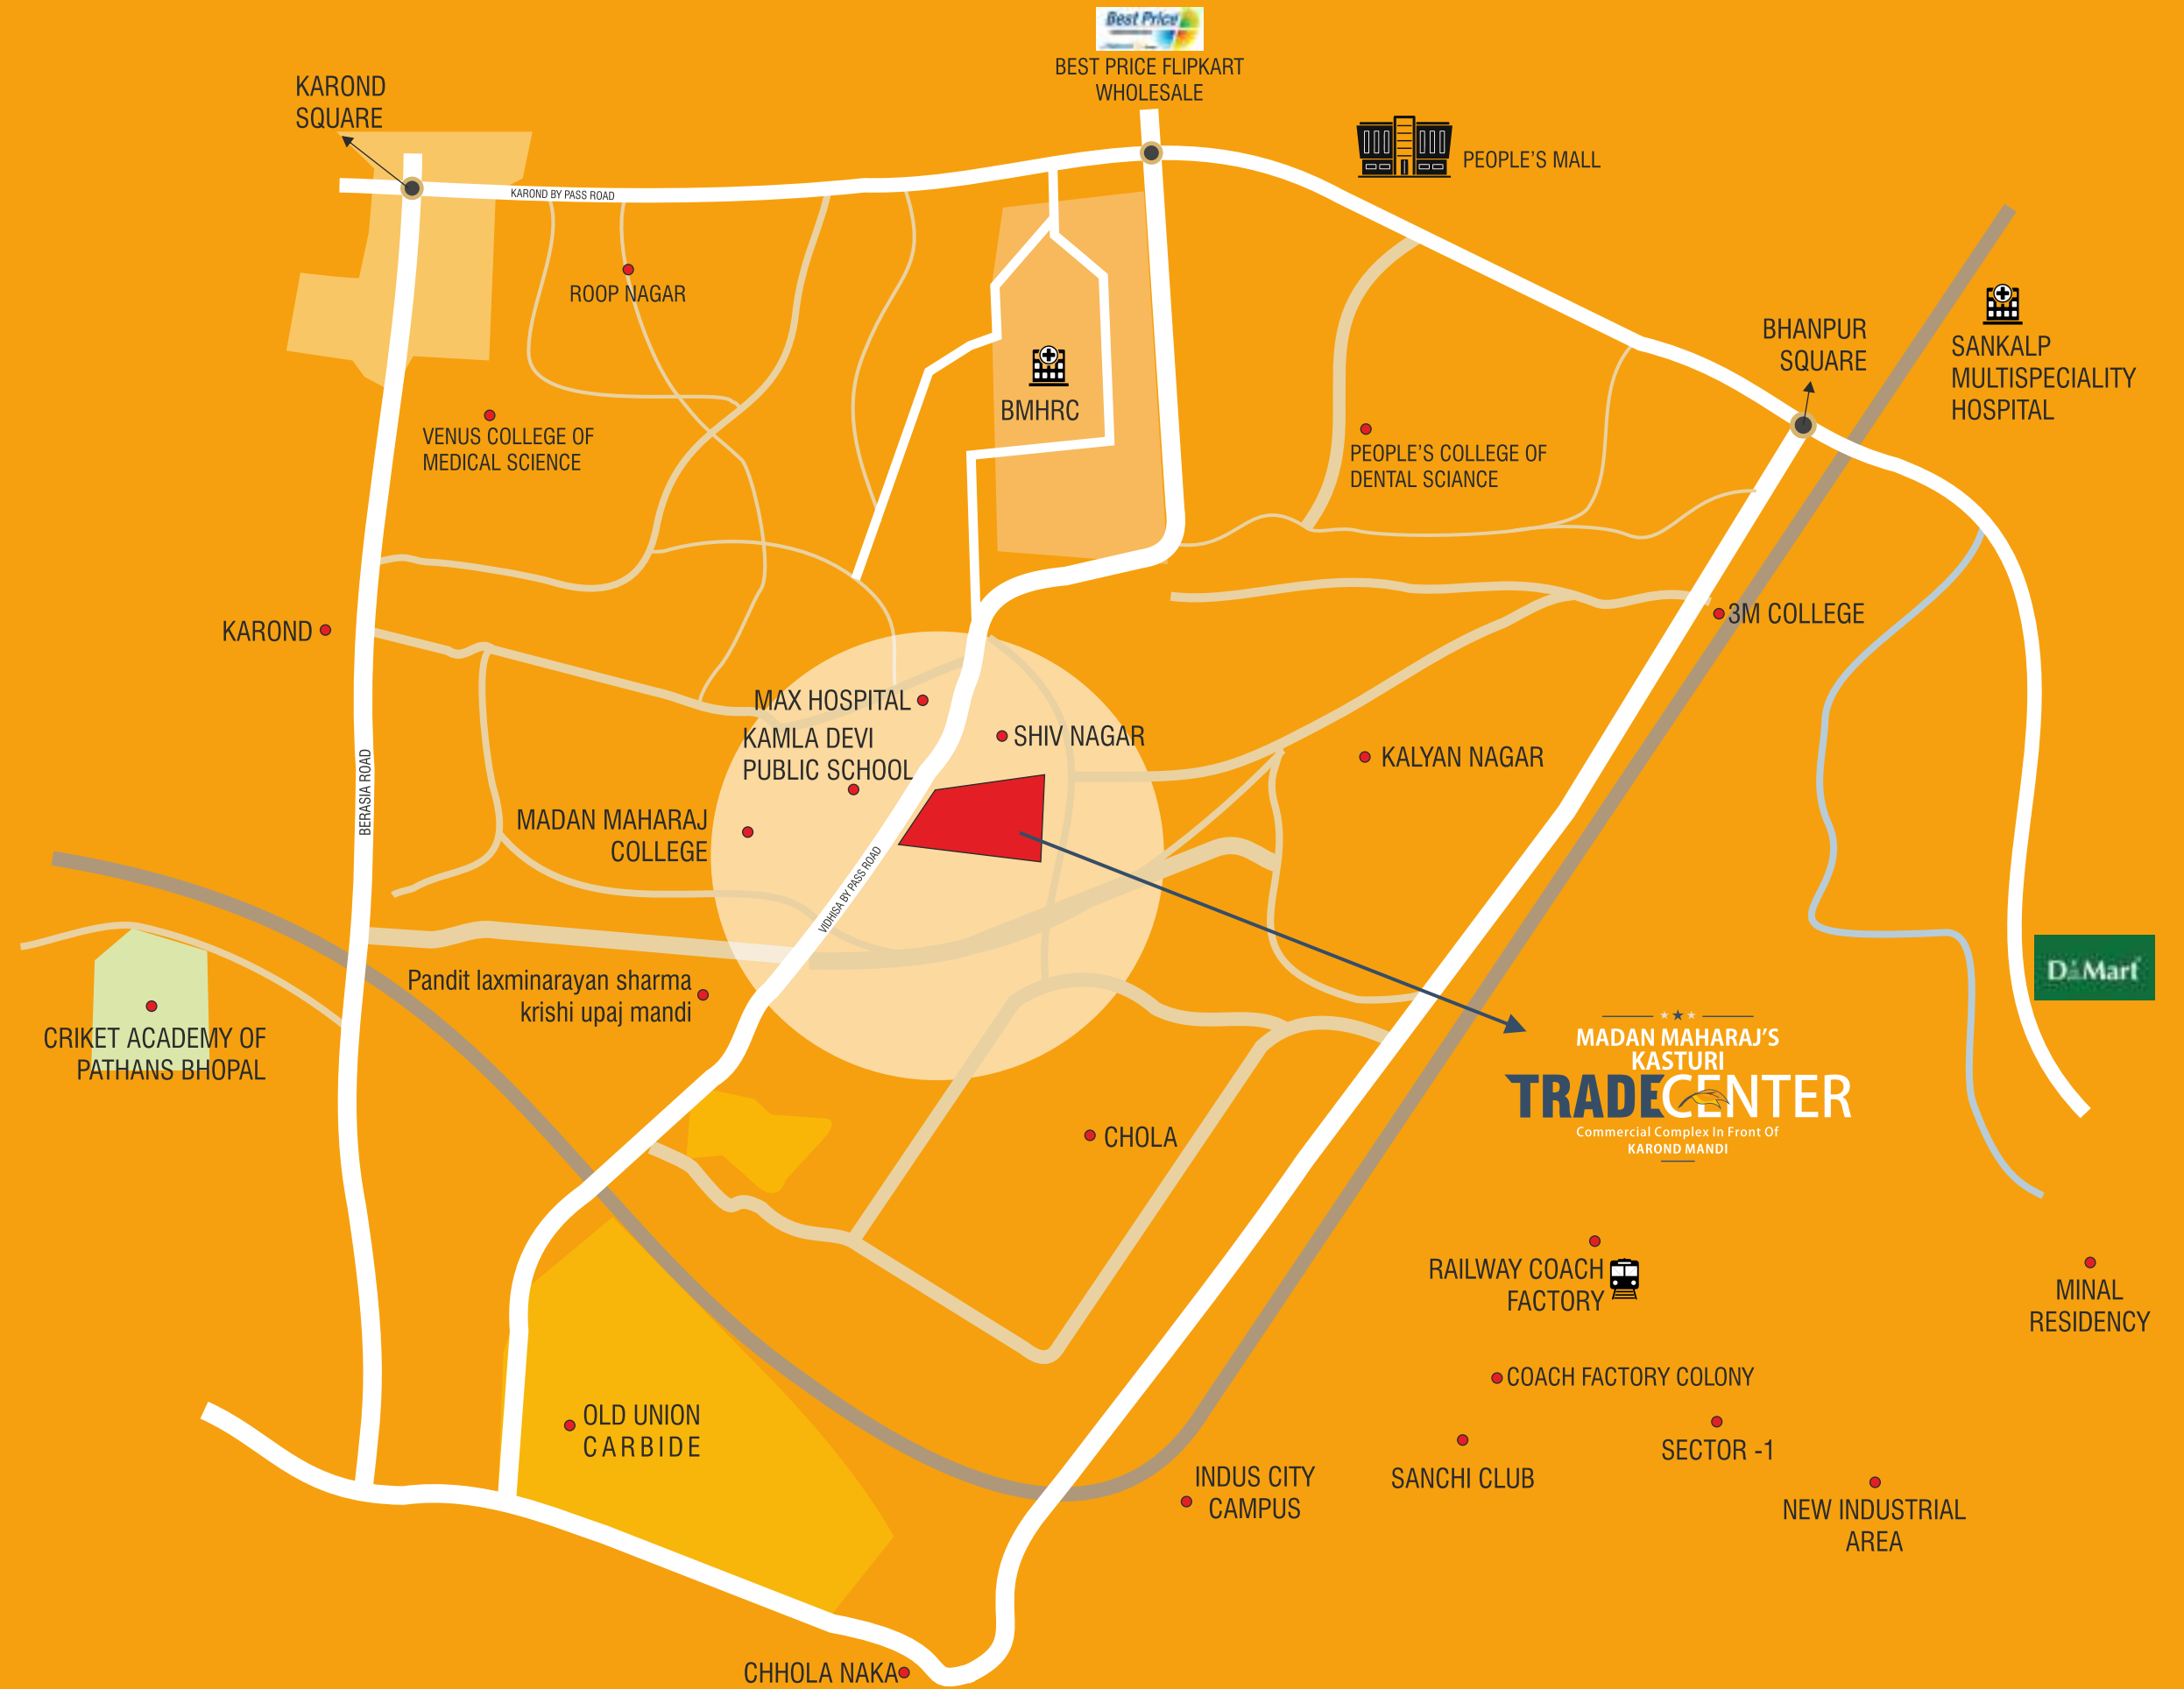 Best Price
BEST PRICE FLIPKART
WHOLESALE
KAROND
SQUARE
PEOPLE'S MALL
KAROND BY PASS ROAD
ROOP NAGAR
BHANPUR
SQUARE
SANKALP
MULTISPECIALITY
HOSPITAL
BMHRC
VENUS COLLEGE OF
MEDICAL SCIENCE
PEOPLE'S COLLEGE OF
DENTAL SCIANCE
KAROND
3M COLLEGE
MAX HOSPITAL
KAMLA DEVI
PUBLIC SCHOOL
SHIV NAGAR
KALYAN NAGAR
BERASIA ROAD
MADAN MAHARAJ
COLLEGE
VIDHISA BY PASS ROAD
D Mart
Pandit laxminarayan sharma
krishi upaj mandi
CRIKET ACADEMY OF
PATHANS BHOPAL
MADAN MAHARAJ'S
KASTURI
TRADECENTER
Commercial Complex In Front Of
KAROND MANDI
CHOLA
RAILWAY COACH
FACTORY
MINAL
RESIDENCY
COACH FACTORY COLONY
OLD UNION
CARBIDE
SECTOR -1
SANCHI CLUB
INDUS CITY
CAMPUS
NEW INDUSTRIAL
AREA
CHHOLA NAKA